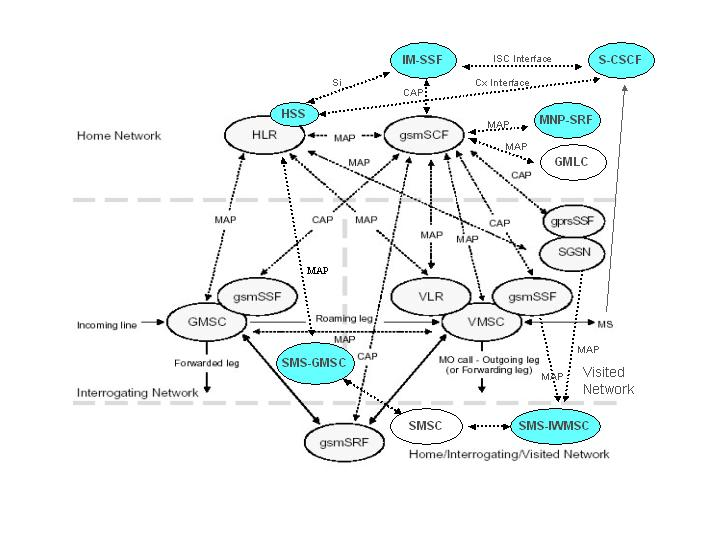 IM-SSF
ISC Interface
S-CSCF
Si
Cx Interface
CAP
HSS
MNP-SRF
MAP
Home Network
HLR
MAP
gsmSCF
MAP
GMLC
MAP
CAP
MAP
CAP
MAP
CAP
gprsSSF
MAP
MAP
SGSN
MAP
gsmSSF
VLR
gsmSSF
Incoming line
GMSC
Roaming leg
VMSC
MS
MAP
Forwarded leg
SMS-GMSC
CAP
MO call - Outgoing leg
(or Forwarding leg)
MAP
MAP
Visited
Network
Interrogating Network
SMSC
SMS-IWMSC
gsmSRF
Home/Interrogating/Visited Network